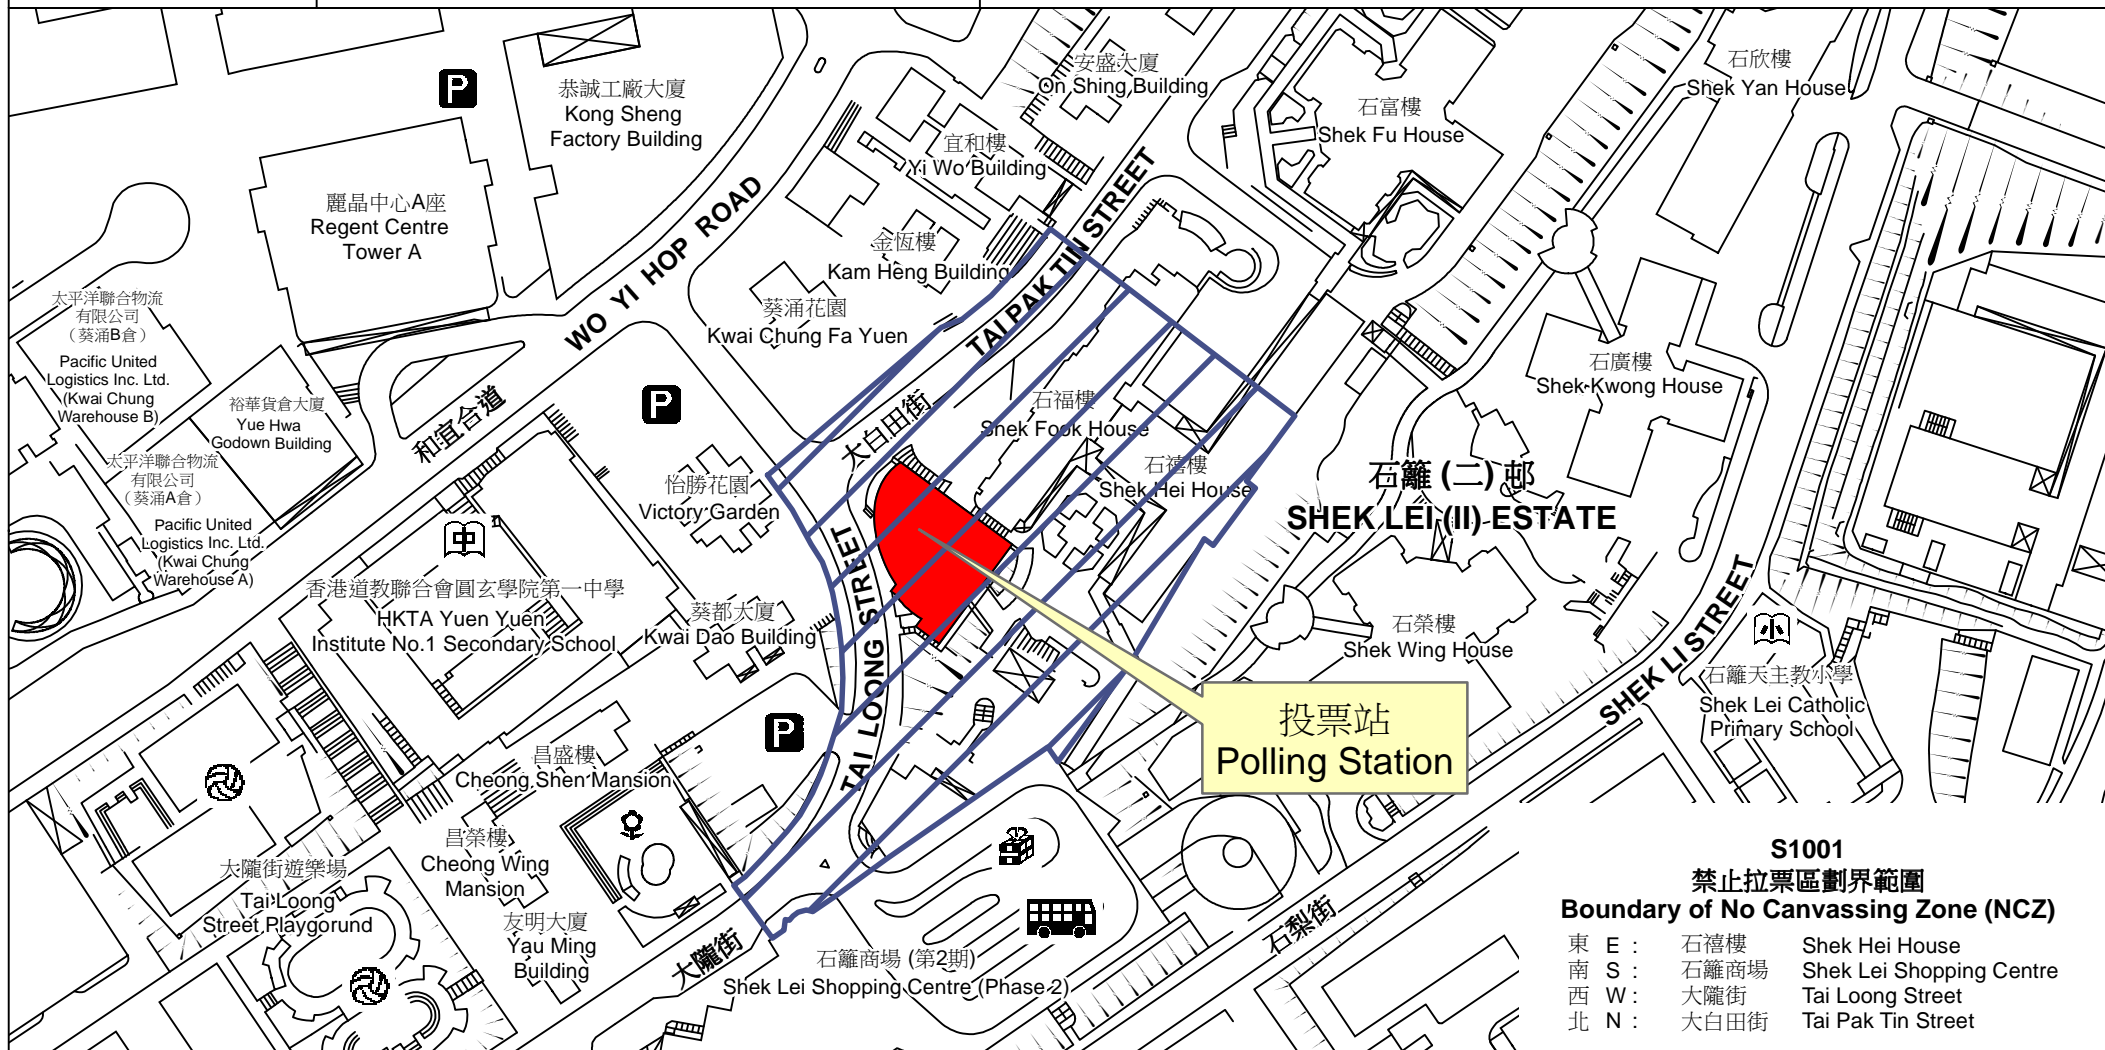 安盛大廈
On Shing Building
石欣樓
Shek Yan House
恭誠工廠大廈
Kong Sheng
Factory Building
石富樓
Shek Fu House
宜和樓
Yi Wo Building
麗晶中心A座
Regent Centre
Tower A
WO YI HOP ROAD
TAI PAK TIN STREET
金恆樓
Kam Heng Building
葵涌花園
Kwai Chung Fa Yuen
太平洋聯合物流
有限公司
（葵涌B倉）
Pacific United
Logistics Inc. Ltd.
(Kwai Chung
Warehouse B)
裕華貨倉大廈
Yue Hwa
Godown Building
和宜合道
大白田街
石福樓
Shek Fook House
石廣樓
Shek Kwong House
太平洋聯合物流
有限公司
（葵涌A倉）
Pacific United
Logistics Inc. Ltd.
(Kwai Chung
Warehouse A)
怡勝花園
Victory Garden
石禧樓
Shek Hei House
石籬 (二) 邨
SHEK LEI (II) ESTATE
中
香港道教聯合會圓玄學院第一中學
HKTA Yuen Yuen
Institute No.1 Secondary School
葵都大廈
Kwai Dao Building
TAI LOONG STREET
石榮樓
Shek Wing House
SHEK LI STREET
小
石籬天主教小學
Shek Lei Catholic
Primary School
投票站
Polling Station
P
P
P
昌盛樓
Cheong Shen Mansion
昌榮樓
Cheong Wing
Mansion
大隴街遊樂場
Tai Loong
Street Playgorund
友明大廈
Yau Ming
Building
大隴街
石籬商場 (第2期)
Shek Lei Shopping Centre (Phase 2)
石梨街
S1001
禁止拉票區劃界範圍
Boundary of No Canvassing Zone (NCZ)
東 E : 石禧樓 Shek Hei House
南 S : 石籬商場 Shek Lei Shopping Centre
西 W : 大隴街 Tai Loong Street
北 N : 大白田街 Tai Pak Tin Street